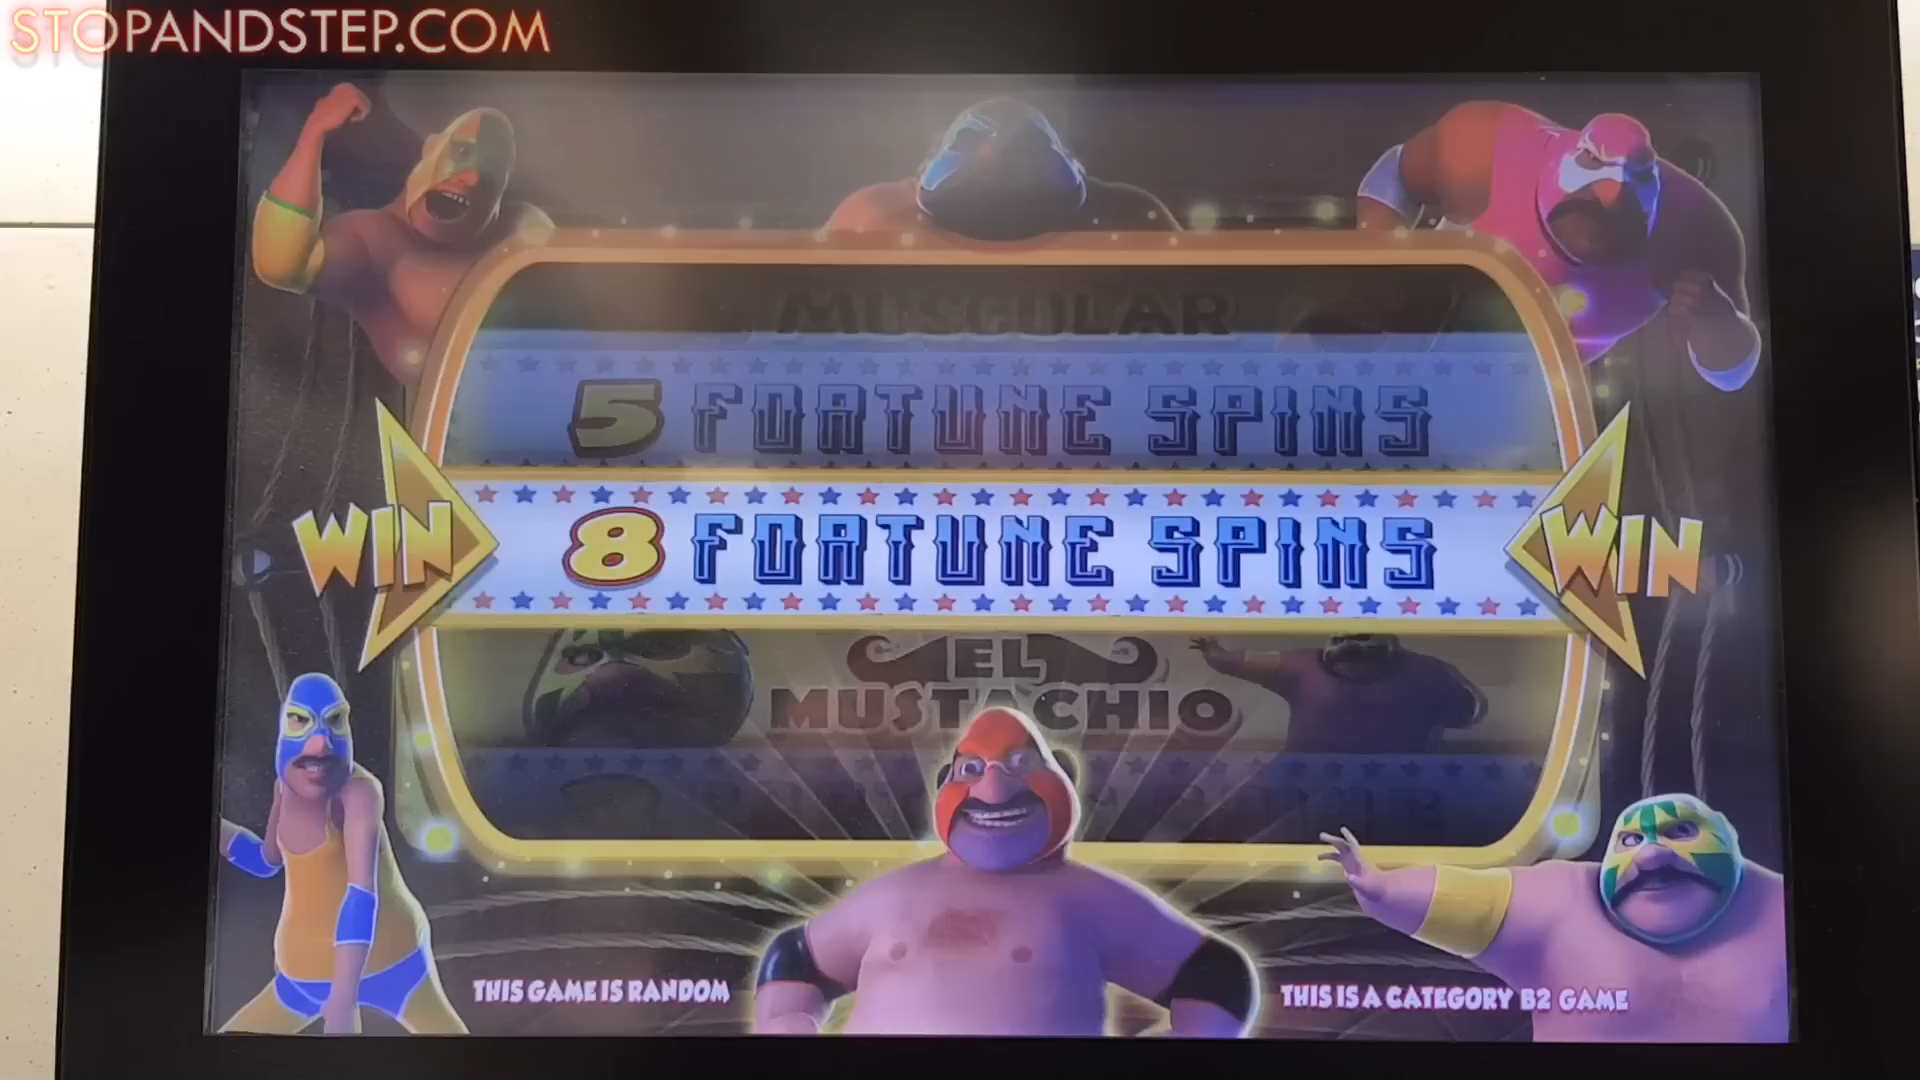 STOPANDSTEP.COM
MUSCULAR
5 FORTUNE SPINS
WIN
8 FORTUNE SPINS
WIN
EL
MUSTACHIO
THIS GAME IS RANDOM
THIS IS A CATEGORY B2 GAME